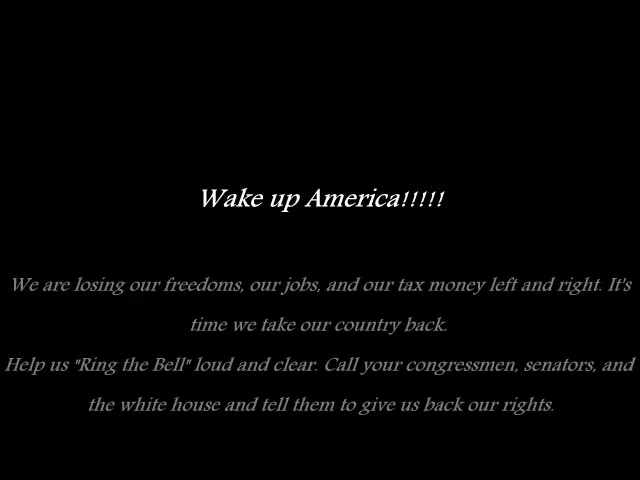 Wake up America!!!!!
We are losing our freedoms, our jobs, and our tax money left and right. It's
time we take our country back.
Help us "Ring the Bell" loud and clear. Call your congressmen, senators, and
the white house and tell them to give us back our rights.